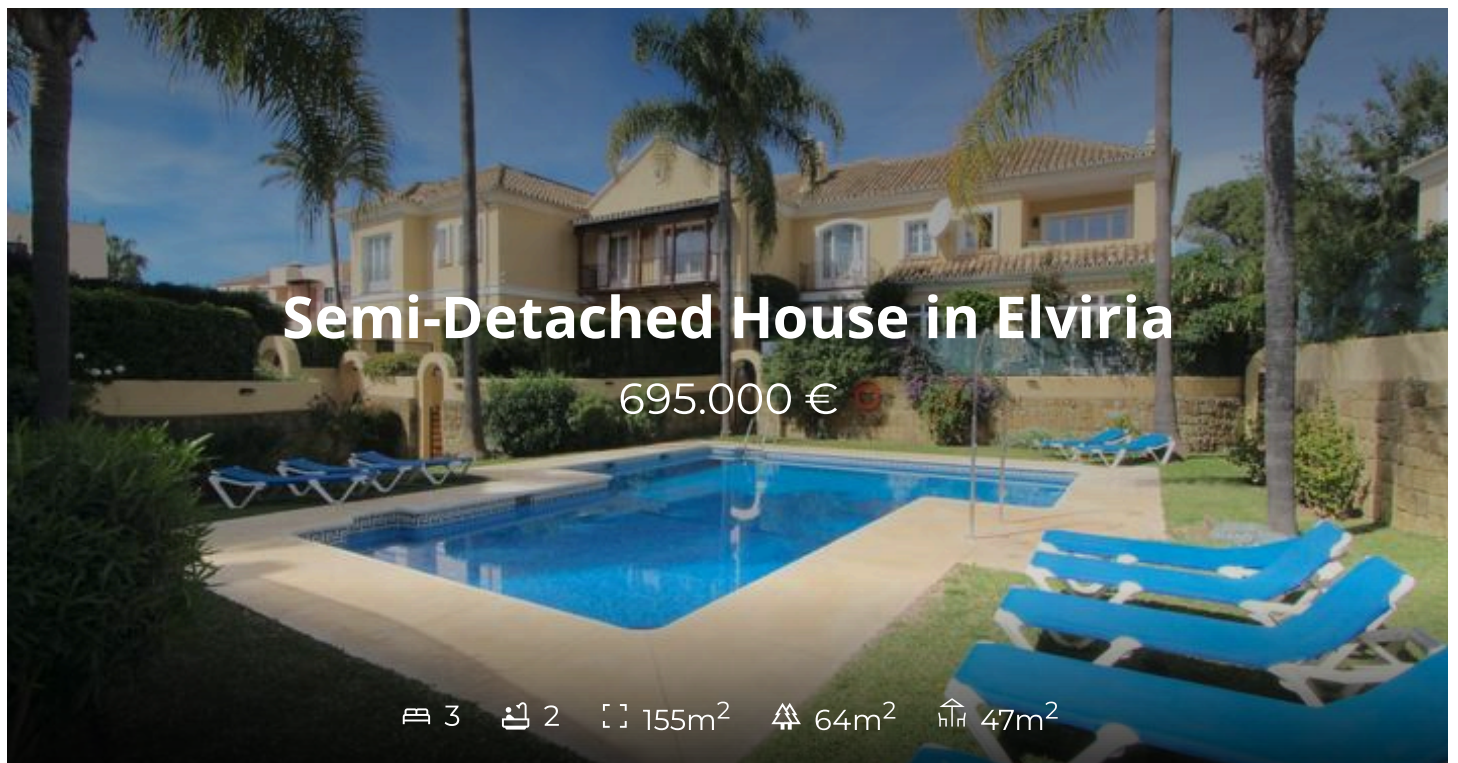 Semi-Detached House in Elviria
695.000 €
3 2 155m² 64m² 47m²